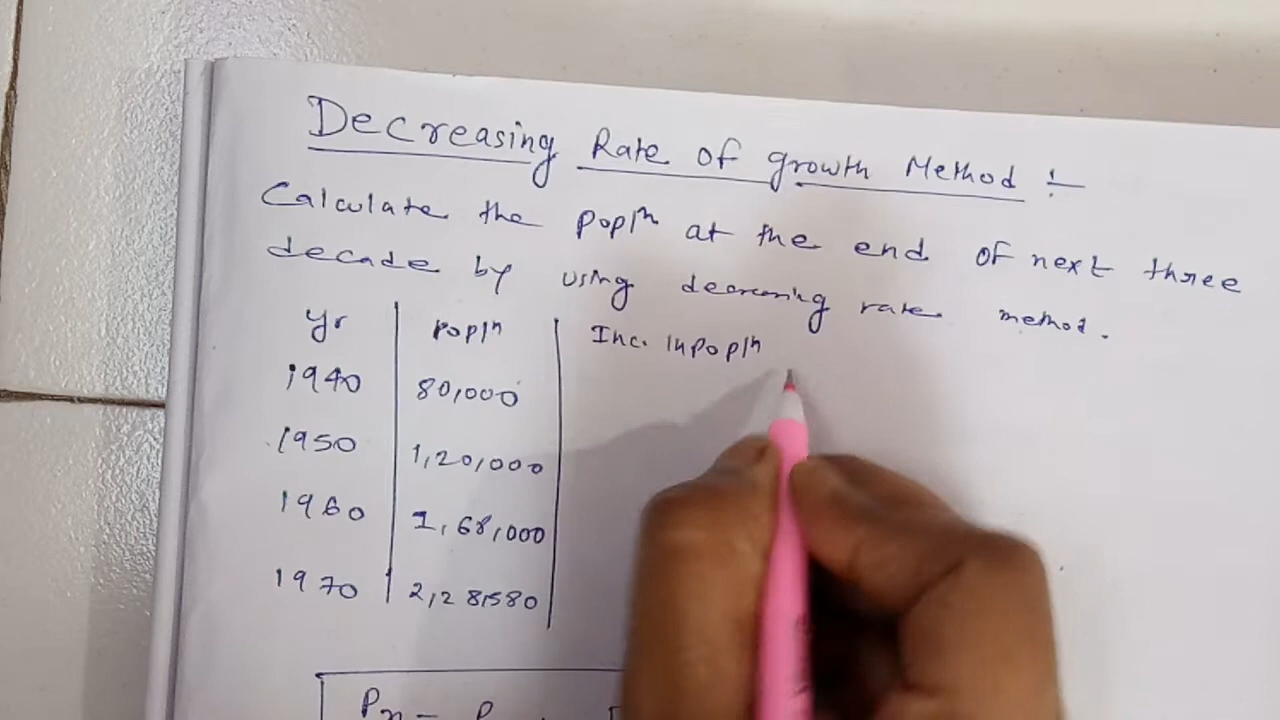 Decreasing Rate of growth Method :-
Calculate the popln at the end of next three
decade by using decreasing rate method.
yr popln Inc. in popln
1940 80,000
1950 1,20,000
1960 1,68,000
1970 2,28,580
Pn = P